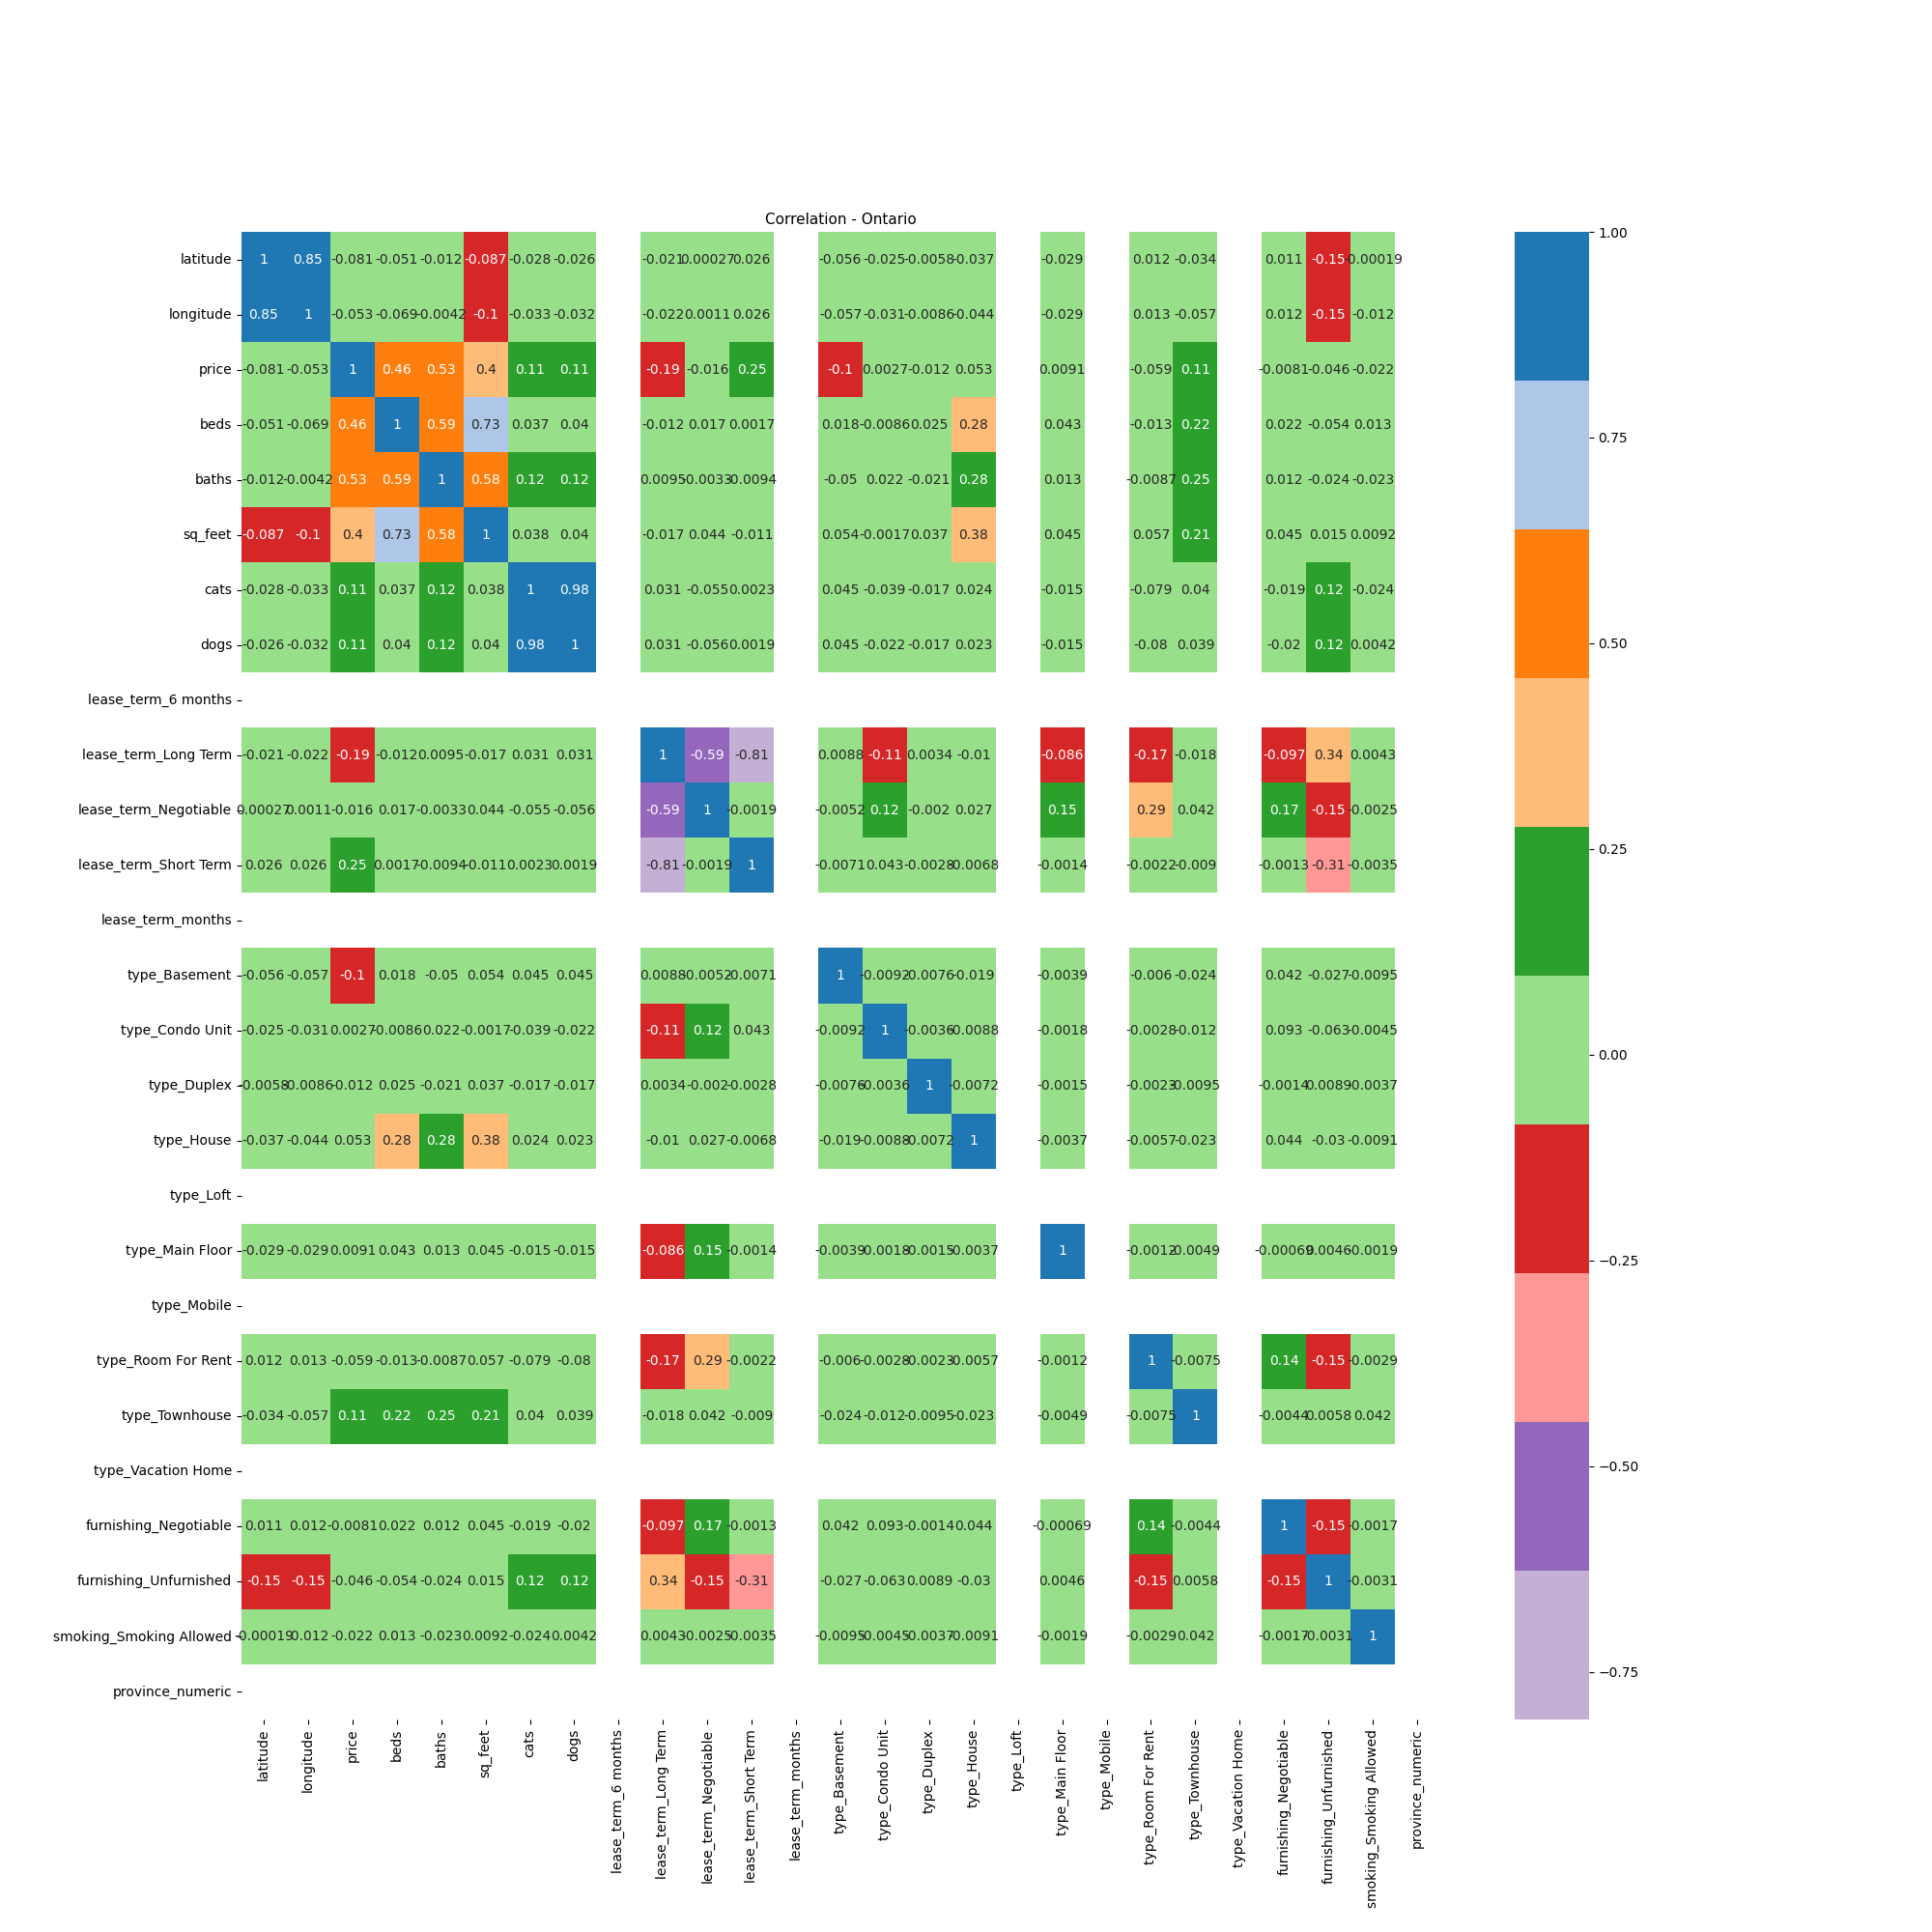 Correlation - Ontario
latitude 1 0.85 -0.081 -0.051 -0.012 -0.087 -0.028 -0.026 -0.021 0.00027 0.026 -0.056 -0.025 -0.0058 -0.037 -0.029 0.012 -0.034 0.011 -0.15 -0.00019
longitude 0.85 1 -0.053 -0.069 -0.0042 -0.1 -0.033 -0.032 -0.022 0.0011 0.026 -0.057 -0.031 -0.0086 -0.044 -0.029 0.013 -0.057 0.012 -0.15 -0.012
price -0.081 -0.053 1 0.46 0.53 0.4 0.11 0.11 -0.19 -0.016 0.25 -0.1 0.0027 -0.012 0.053 0.0091 -0.059 0.11 -0.0081 -0.046 -0.022
beds -0.051 -0.069 0.46 1 0.59 0.73 0.037 0.04 -0.012 0.017 0.0017 0.018 -0.0086 0.025 0.28 0.043 -0.013 0.22 0.022 -0.054 0.013
baths -0.012 -0.0042 0.53 0.59 1 0.58 0.12 0.12 0.0095 -0.0033 -0.0094 -0.05 0.022 -0.021 0.28 0.013 -0.0087 0.25 0.012 -0.024 -0.023
sq_feet -0.087 -0.1 0.4 0.73 0.58 1 0.038 0.04 -0.017 0.044 -0.011 0.054 -0.0017 0.037 0.38 0.045 0.057 0.21 0.045 0.015 0.0092
cats -0.028 -0.033 0.11 0.037 0.12 0.038 1 0.98 0.031 -0.055 0.0023 0.045 -0.039 -0.017 0.024 -0.015 -0.079 0.04 -0.019 0.12 -0.024
dogs -0.026 -0.032 0.11 0.04 0.12 0.04 0.98 1 0.031 -0.056 0.0019 0.045 -0.022 -0.017 0.023 -0.015 -0.08 0.039 -0.02 0.12 0.0042
lease_term_6 months
lease_term_Long Term -0.021 -0.022 -0.19 -0.012 0.0095 -0.017 0.031 0.031 1 -0.59 -0.81 0.0088 -0.11 0.0034 -0.01 -0.086 -0.17 -0.018 -0.097 0.34 0.0043
lease_term_Negotiable 0.00027 0.0011 -0.016 0.017 -0.0033 0.044 -0.055 -0.056 -0.59 1 -0.0019 -0.0052 0.12 -0.002 0.027 0.15 0.29 0.042 0.17 -0.15 -0.0025
lease_term_Short Term 0.026 0.026 0.25 0.0017 -0.0094 -0.011 0.0023 0.0019 -0.81 -0.0019 1 -0.0071 0.043 -0.0028 -0.0068 -0.0014 -0.0022 -0.009 -0.0013 -0.31 -0.0035
lease_term_months
type_Basement -0.056 -0.057 -0.1 0.018 -0.05 0.054 0.045 0.045 0.0088 -0.0052 -0.0071 1 -0.0092 -0.0076 -0.019 -0.0039 -0.006 -0.024 0.042 -0.027 -0.0095
type_Condo Unit -0.025 -0.031 0.0027 -0.0086 0.022 -0.0017 -0.039 -0.022 -0.11 0.12 0.043 -0.0092 1 -0.0036 -0.0088 -0.0018 -0.0028 -0.012 0.093 -0.063 -0.0045
type_Duplex -0.0058 -0.0086 -0.012 0.025 -0.021 0.037 -0.017 -0.017 0.0034 -0.002 -0.0028 -0.0076 -0.0036 1 -0.0072 -0.0015 -0.0023 -0.0095 -0.0014 0.0089 -0.0037
type_House -0.037 -0.044 0.053 0.28 0.28 0.38 0.024 0.023 -0.01 0.027 -0.0068 -0.019 -0.0088 -0.0072 1 -0.0037 -0.0057 -0.023 0.044 -0.03 -0.0091
type_Loft
type_Main Floor -0.029 -0.029 0.0091 0.043 0.013 0.045 -0.015 -0.015 -0.086 0.15 -0.0014 -0.0039 -0.0018 -0.0015 -0.0037 1 -0.0012 -0.0049 -0.00069 0.0046 -0.0019
type_Mobile
type_Room For Rent 0.012 0.013 -0.059 -0.013 -0.0087 0.057 -0.079 -0.08 -0.17 0.29 -0.0022 -0.006 -0.0028 -0.0023 -0.0057 -0.0012 1 -0.0075 0.14 -0.15 -0.0029
type_Townhouse -0.034 -0.057 0.11 0.22 0.25 0.21 0.04 0.039 -0.018 0.042 -0.009 -0.024 -0.012 -0.0095 -0.023 -0.0049 -0.0075 1 -0.0044 0.0058 0.042
type_Vacation Home
furnishing_Negotiable 0.011 0.012 -0.0081 0.022 0.012 0.045 -0.019 -0.02 -0.097 0.17 -0.0013 0.042 0.093 -0.0014 0.044 -0.00069 0.14 -0.0044 1 -0.15 -0.0017
furnishing_Unfurnished -0.15 -0.15 -0.046 -0.054 -0.024 0.015 0.12 0.12 0.34 -0.15 -0.31 -0.027 -0.063 0.0089 -0.03 0.0046 -0.15 0.0058 -0.15 1 -0.0031
smoking_Smoking Allowed -0.00019 -0.012 -0.022 0.013 -0.023 0.0092 -0.024 0.0042 0.0043 -0.0025 -0.0035 -0.0095 -0.0045 -0.0037 -0.0091 -0.0019 -0.0029 0.042 -0.0017 -0.0031 1
province_numeric
latitude
longitude
price
beds
baths
sq_feet
cats
dogs
lease_term_6 months
lease_term_Long Term
lease_term_Negotiable
lease_term_Short Term
lease_term_months
type_Basement
type_Condo Unit
type_Duplex
type_House
type_Loft
type_Main Floor
type_Mobile
type_Room For Rent
type_Townhouse
type_Vacation Home
furnishing_Negotiable
furnishing_Unfurnished
smoking_Smoking Allowed
province_numeric
1.00
0.75
0.50
0.25
0.00
−0.25
−0.50
−0.75